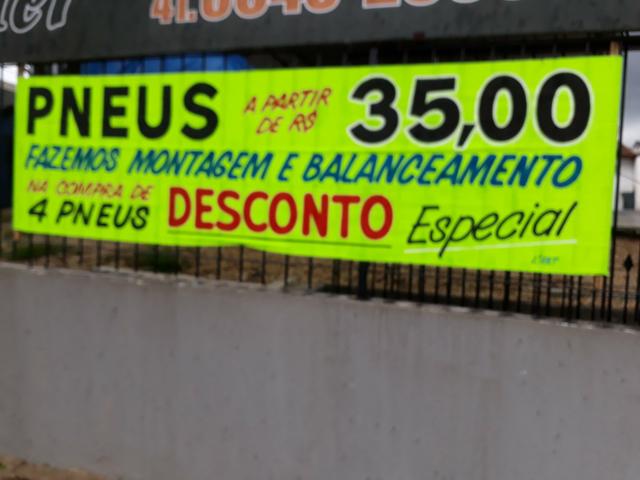 PNEUS A PARTIR DE R$ 35,00
FAZEMOS MONTAGEM E BALANCEAMENTO
NA COMPRA DE
4 PNEUS DESCONTO Especial